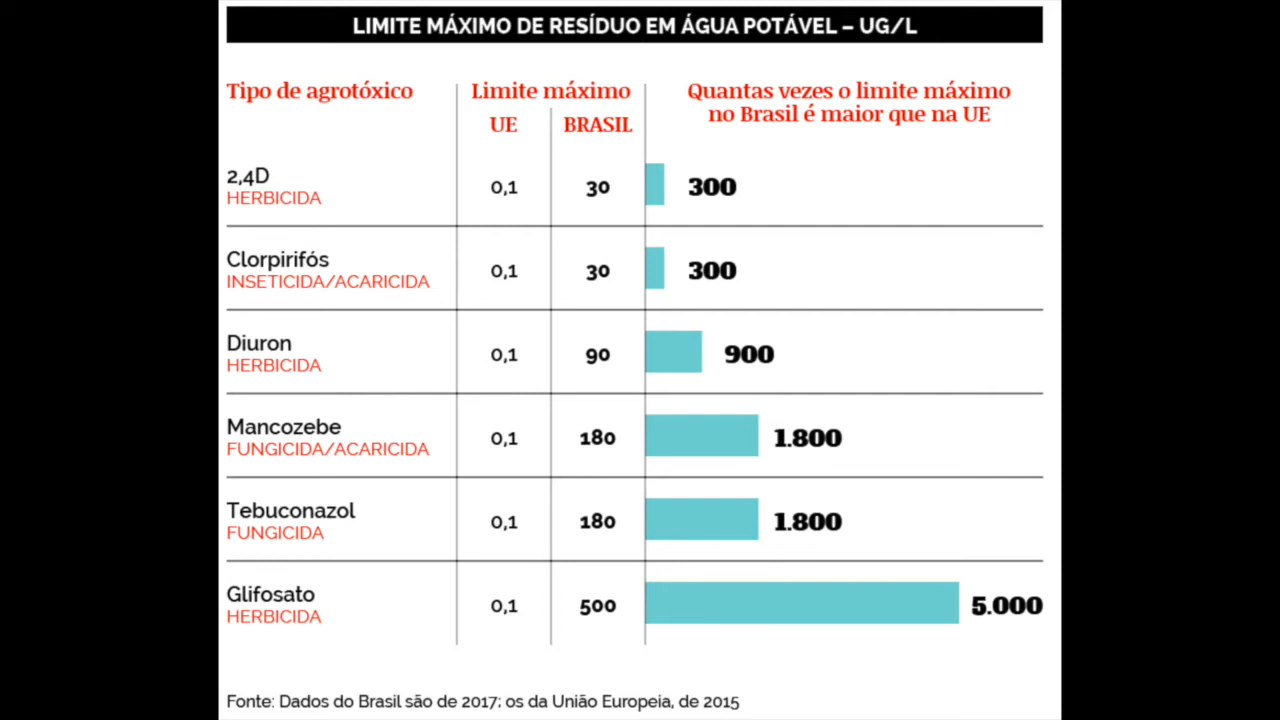 LIMITE MÁXIMO DE RESÍDUO EM ÁGUA POTÁVEL – UG/L
Tipo de agrotóxico
Limite máximo
UE
BRASIL
Quantas vezes o limite máximo
no Brasil é maior que na UE
2,4D
HERBICIDA
0,1
30
300
Clorpirifós
INSETICIDA/ACARICIDA
0,1
30
300
Diuron
HERBICIDA
0,1
90
900
Mancozebe
FUNGICIDA/ACARICIDA
0,1
180
1.800
Tebuconazol
FUNGICIDA
0,1
180
1.800
Glifosato
HERBICIDA
0,1
500
5.000
Fonte: Dados do Brasil são de 2017; os da União Europeia, de 2015